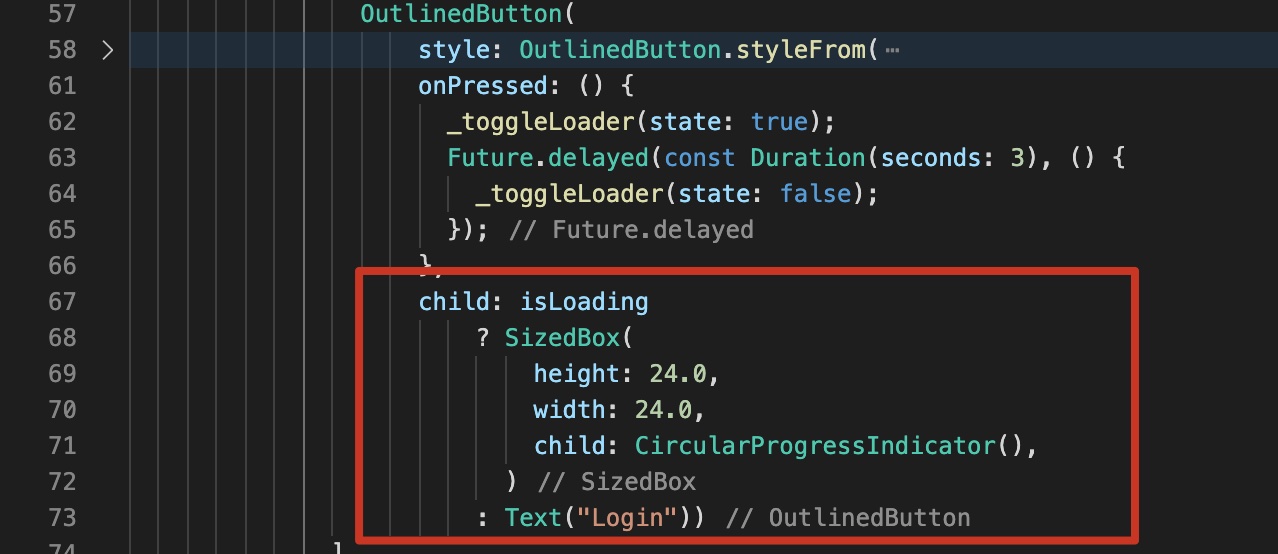 57 OutlinedButton(
58 > style: OutlinedButton.styleFrom( ⋯
61 onPressed: () {
62 _toggleLoader(state: true);
63 Future.delayed(const Duration(seconds: 3), () {
64 _toggleLoader(state: false);
65 }); // Future.delayed
66 },
67 child: isLoading
68 ? SizedBox(
69 height: 24.0,
70 width: 24.0,
71 child: CircularProgressIndicator(),
72 ) // SizedBox
73 : Text("Login")) // OutlinedButton
74 ]